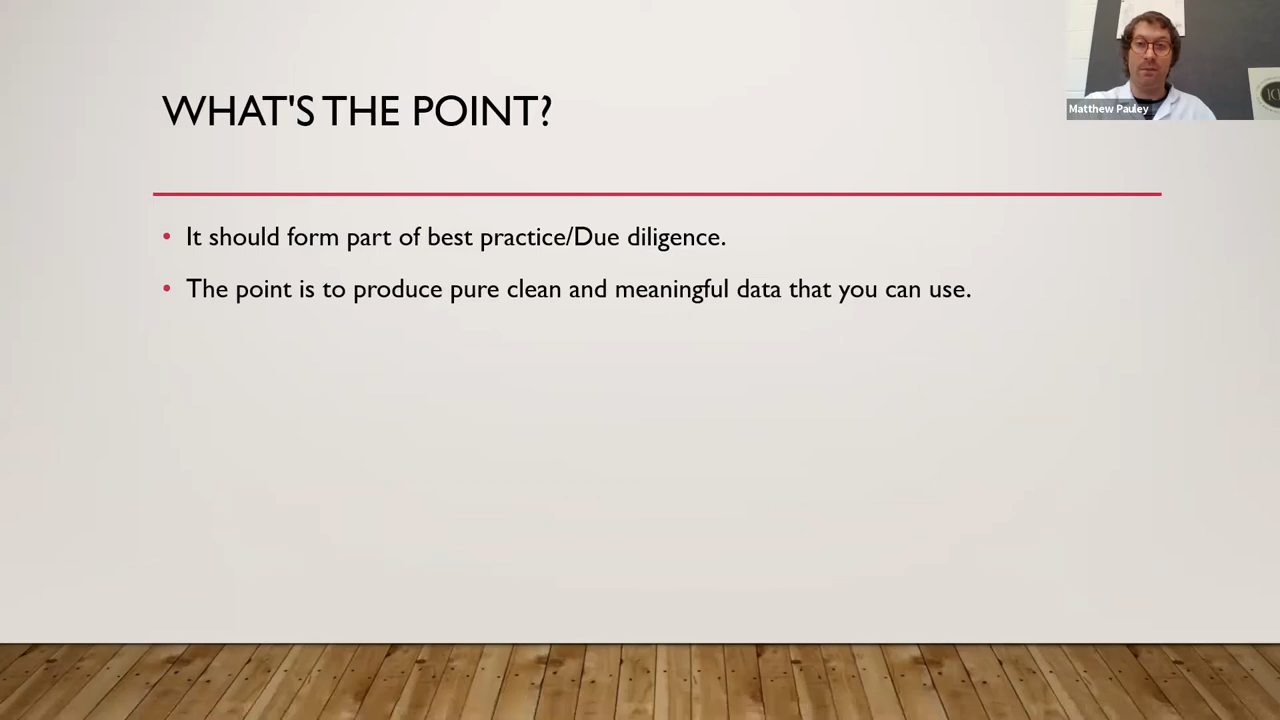 WHAT'S THE POINT?
Matthew Pauley
• It should form part of best practice/Due diligence.
• The point is to produce pure clean and meaningful data that you can use.